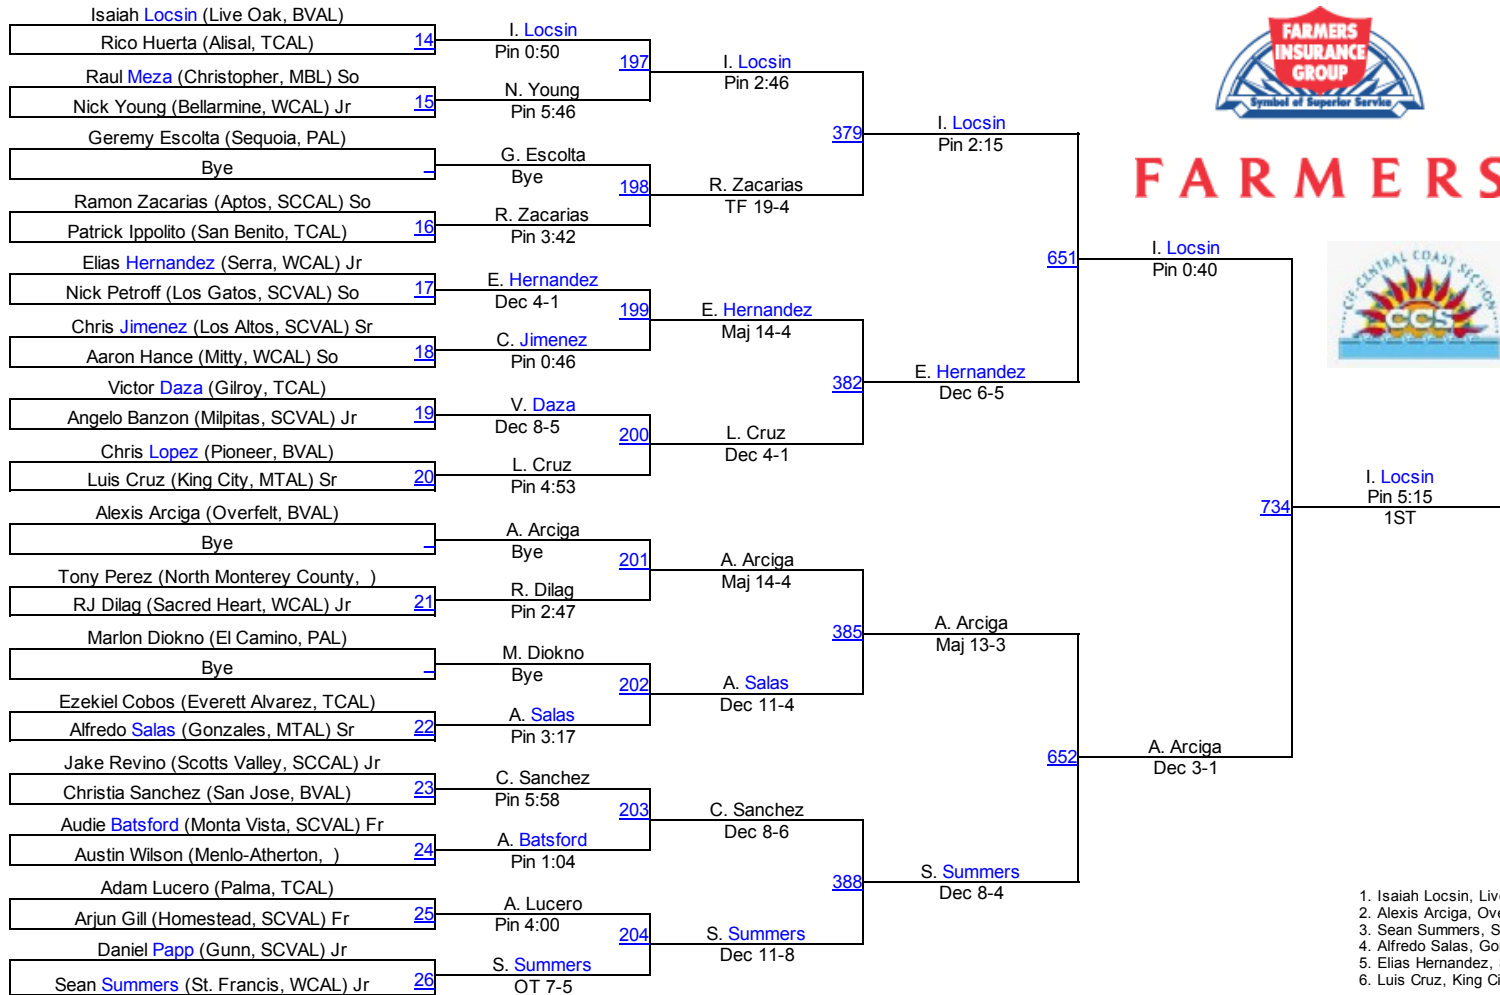 Isaiah Locsin (Live Oak, BVAL)
Rico Huerta (Alisal, TCAL) 14
Raul Meza (Christopher, MBL) So
Nick Young (Bellarmine, WCAL) Jr 15
Geremy Escolta (Sequoia, PAL)
Bye
Ramon Zacarias (Aptos, SCCAL) So
Patrick Ippolito (San Benito, TCAL) 16
Elias Hernandez (Serra, WCAL) Jr
Nick Petroff (Los Gatos, SCVAL) So 17
Chris Jimenez (Los Altos, SCVAL) Sr
Aaron Hance (Mitty, WCAL) So 18
Victor Daza (Gilroy, TCAL)
Angelo Banzon (Milpitas, SCVAL) Jr 19
Chris Lopez (Pioneer, BVAL)
Luis Cruz (King City, MTAL) Sr 20
Alexis Arciga (Overfelt, BVAL)
Bye
Tony Perez (North Monterey County, )
RJ Dilag (Sacred Heart, WCAL) Jr 21
Marlon Diokno (El Camino, PAL)
Bye
Ezekiel Cobos (Everett Alvarez, TCAL)
Alfredo Salas (Gonzales, MTAL) Sr 22
Jake Revino (Scotts Valley, SCCAL) Jr
Christia Sanchez (San Jose, BVAL) 23
Audie Batsford (Monta Vista, SCVAL) Fr
Austin Wilson (Menlo-Atherton, ) 24
Adam Lucero (Palma, TCAL)
Arjun Gill (Homestead, SCVAL) Fr 25
Daniel Papp (Gunn, SCVAL) Jr
Sean Summers (St. Francis, WCAL) Jr 26
I. Locsin
Pin 0:50
197
N. Young
Pin 5:46
G. Escolta
Bye
198
R. Zacarias
Pin 3:42
E. Hernandez
Dec 4-1
199
C. Jimenez
Pin 0:46
V. Daza
Dec 8-5
200
L. Cruz
Pin 4:53
A. Arciga
Bye
201
R. Dilag
Pin 2:47
M. Diokno
Bye
202
A. Salas
Pin 3:17
C. Sanchez
Pin 5:58
203
A. Batsford
Pin 1:04
A. Lucero
Pin 4:00
204
S. Summers
OT 7-5
I. Locsin
Pin 2:46
379
R. Zacarias
TF 19-4
E. Hernandez
Maj 14-4
382
L. Cruz
Dec 4-1
A. Arciga
Maj 14-4
385
A. Salas
Dec 11-4
C. Sanchez
Dec 8-6
388
S. Summers
Dec 11-8
I. Locsin
Pin 2:15
651
E. Hernandez
Dec 6-5
A. Arciga
Maj 13-3
652
S. Summers
Dec 8-4
I. Locsin
Pin 0:40
734
A. Arciga
Dec 3-1
I. Locsin
Pin 5:15
1ST
FARMERS
INSURANCE
GROUP
Symbol of Superior Service
FARMERS
CIF-CENTRAL COAST SECTION
CCS
1. Isaiah Locsin, Liv
2. Alexis Arciga, Ove
3. Sean Summers, S
4. Alfredo Salas, Go
5. Elias Hernandez,
6. Luis Cruz, King Ci